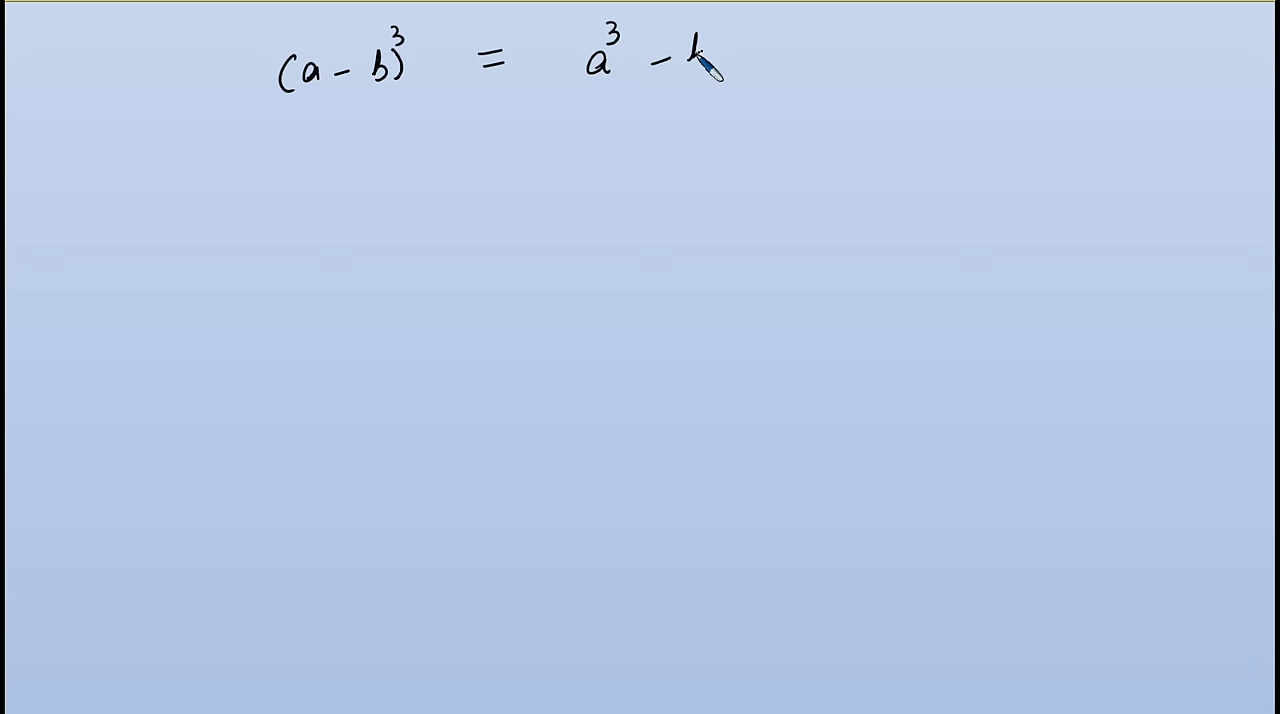 (a - b)³ = a³ -